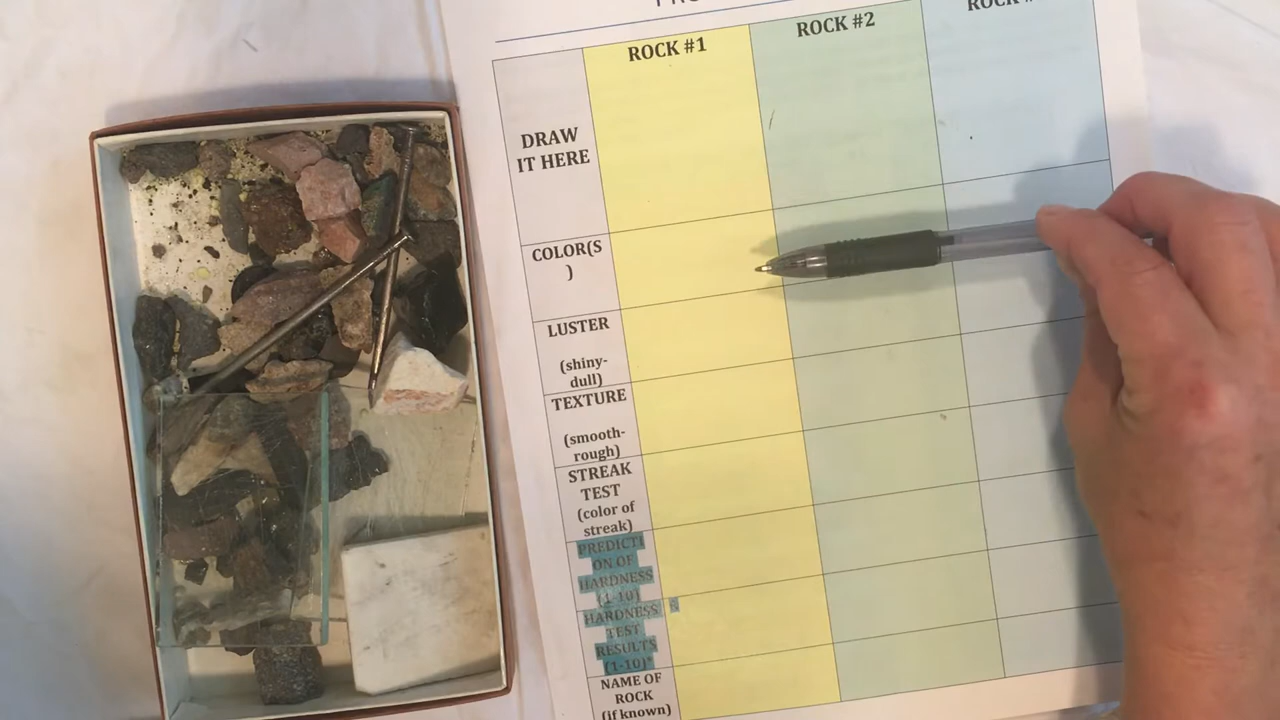 ROCK #1
ROCK #2
ROCK #
DRAW
IT HERE
COLOR(S
)
LUSTER
(shiny-
dull)
TEXTURE
(smooth-
rough)
STREAK
TEST
(color of
streak)
PREDICTI
ON OF
HARDNESS
(1-10)
HARDNESS
TEST
RESULTS
(1-10)*
NAME OF
ROCK
(if known)